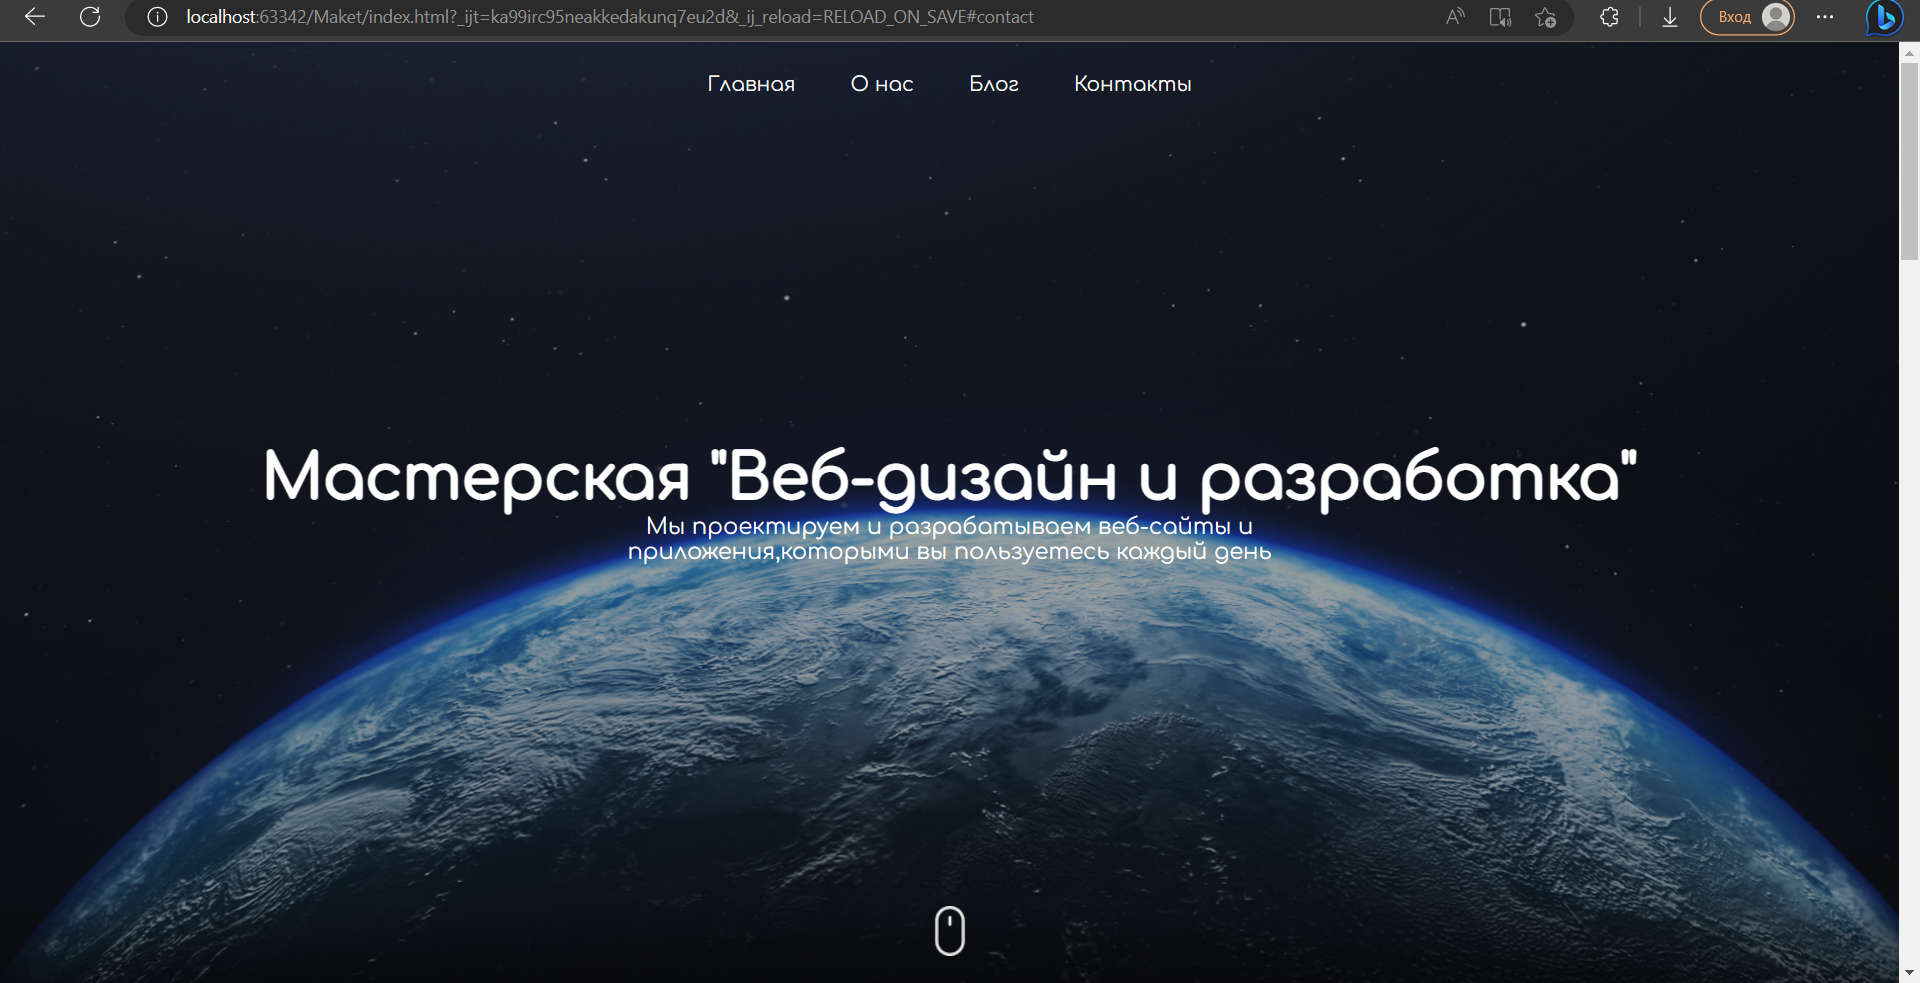 localhost:63342/Maket/index.html?_ijt=ka99irc95neakkedakunq7eu2d&_ij_reload=RELOAD_ON_SAVE#contact
Вход
Главная О нас Блог Контакты
Мастерская "Веб-дизайн и разработка"
Мы проектируем и разрабатываем веб-сайты и
приложения,которыми вы пользуетесь каждый день